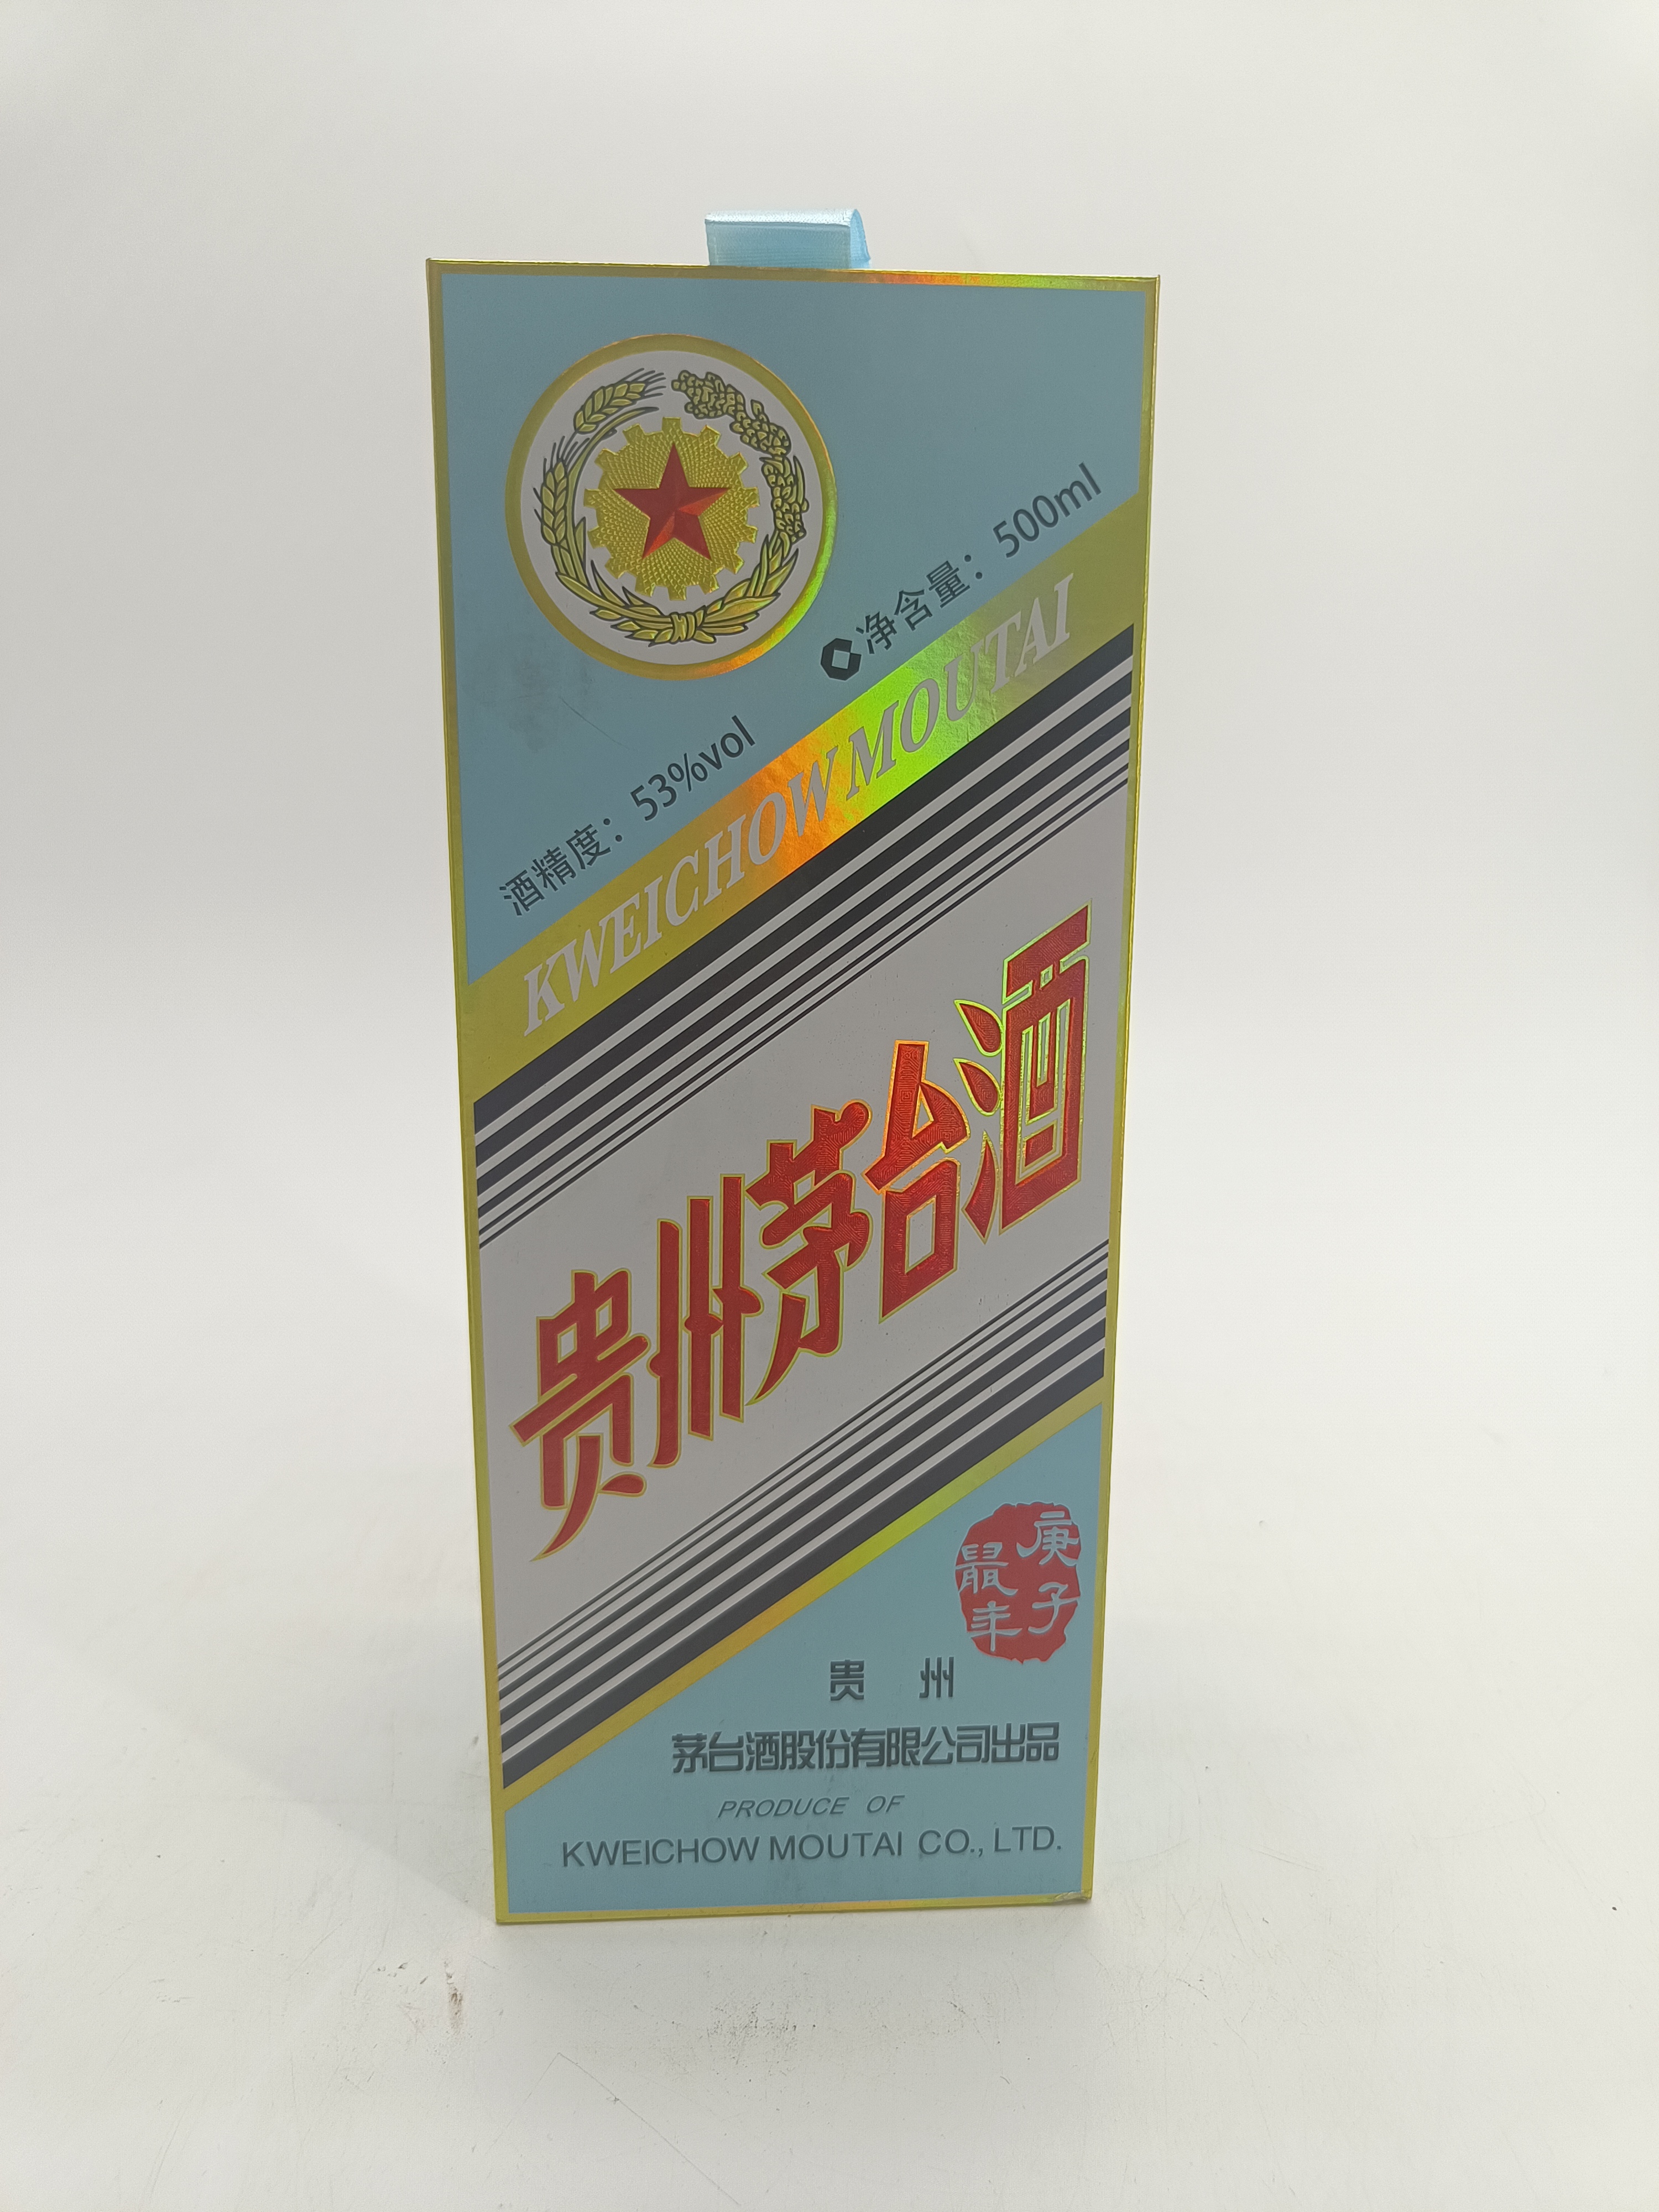 净含量：500ml
酒精度：53%vol
KWEICHOW MOUTAI
贵州茅台酒
庚子
鼠年
贵 州
茅台酒股份有限公司出品
PRODUCE OF
KWEICHOW MOUTAI CO., LTD.